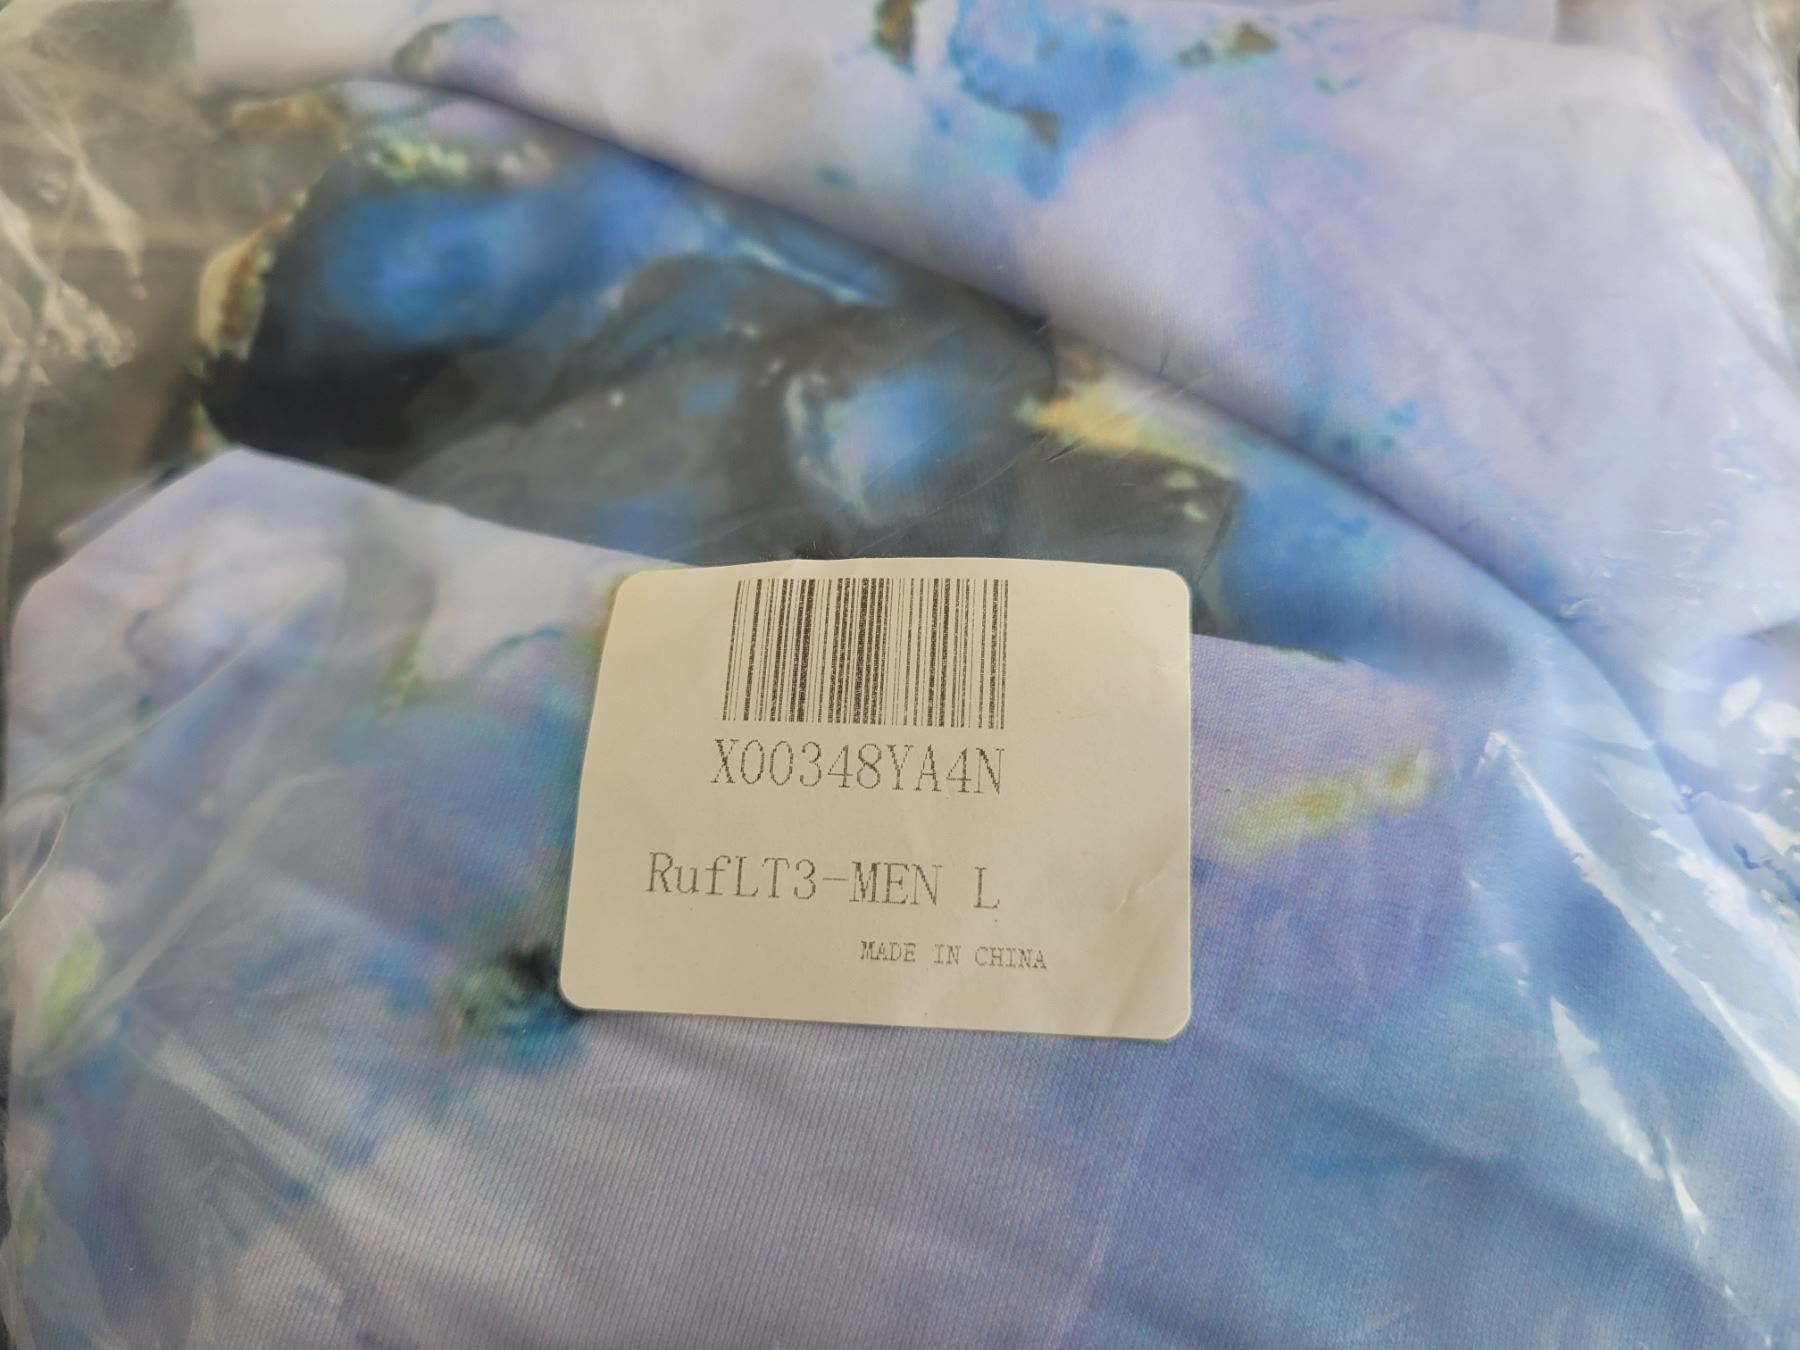 X00348YA4N
RufLT3-MEN L
MADE IN CHINA